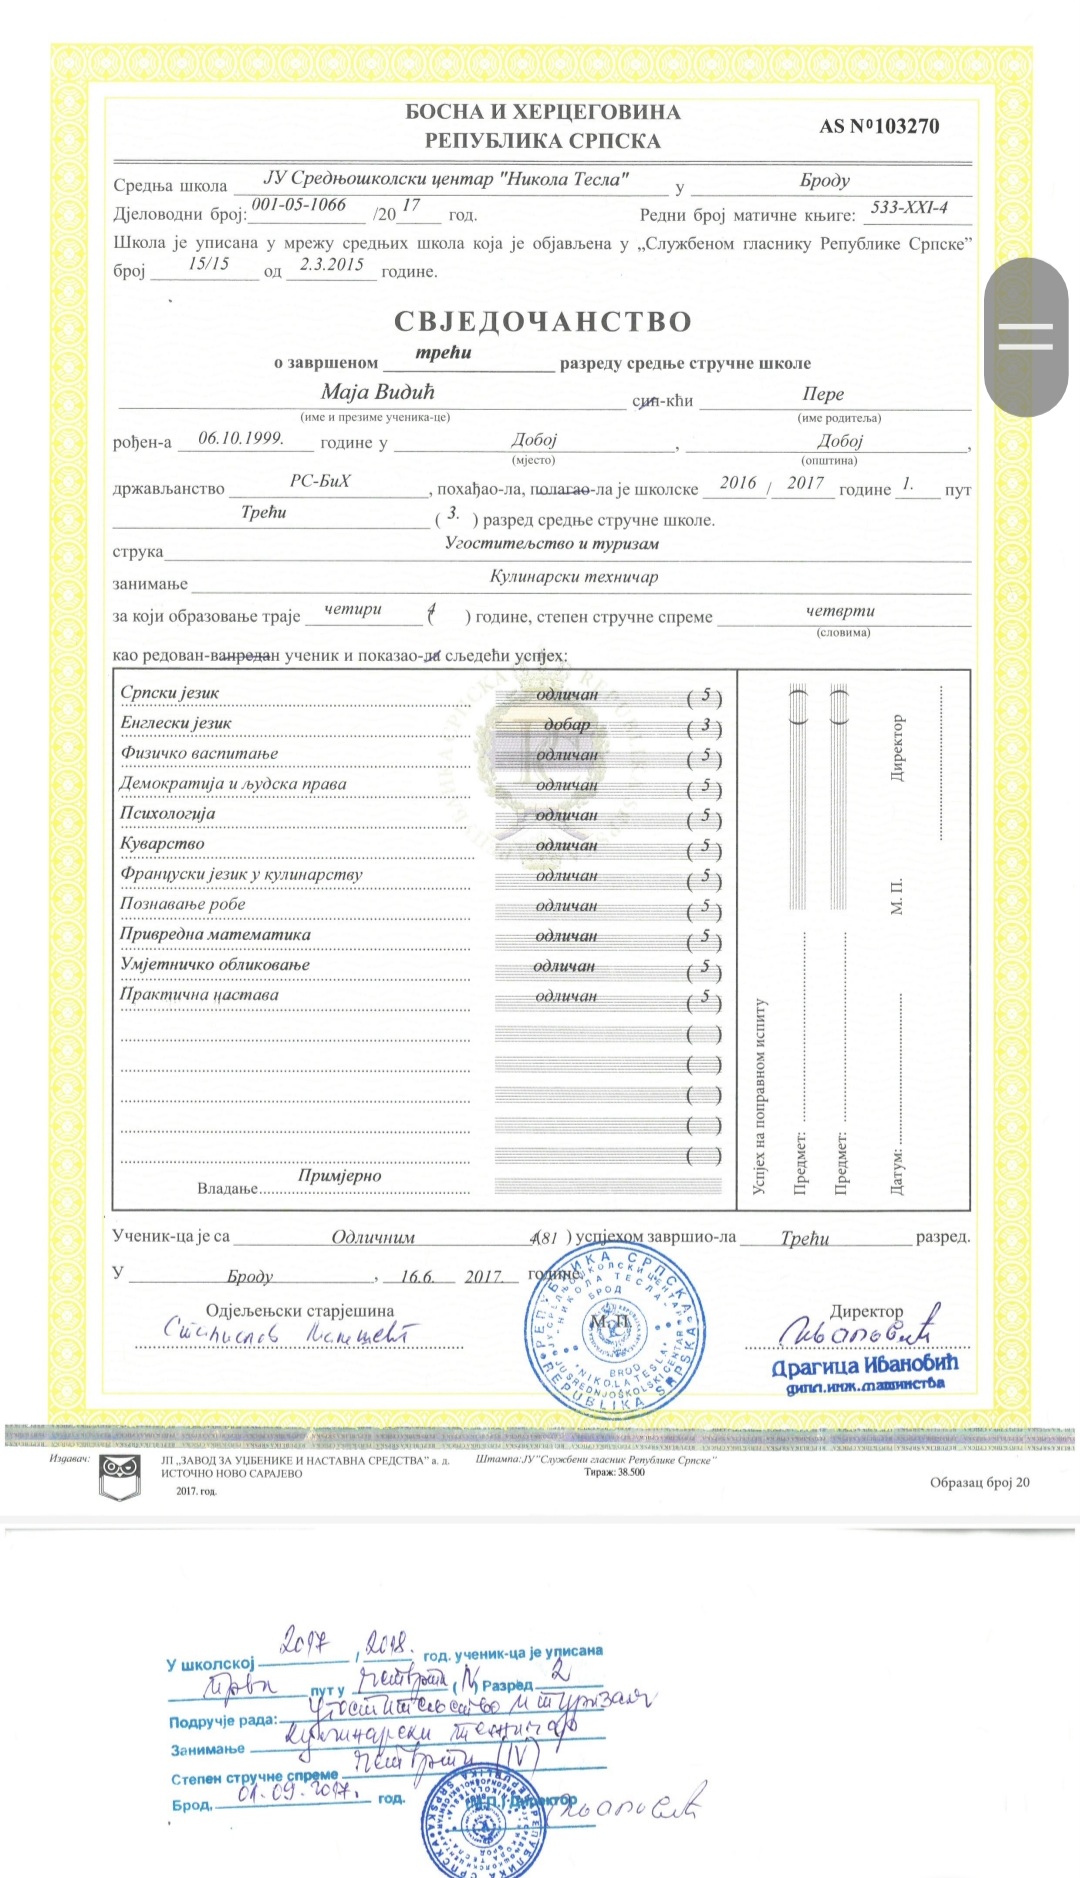 БОСНА И ХЕРЦЕГОВИНА
РЕПУБЛИКА СРПСКА
AS Nº103270
Средња школа ЈУ Средњошколски центар "Никола Тесла" у Броду
Дјеловодни број: 001-05-1066 /20 17 год. Редни број матичне књиге: 533-XXI-4
Школа је уписана у мрежу средњих школа која је објављена у „Службеном гласнику Републике Српске”
број 15/15 од 2.3.2015 године.
СВЈЕДОЧАНСТВО
о завршеном трећи разреду средње стручне школе
Маја Видић син-кћи Пере
(име и презиме ученика-це) (име родитеља)
рођен-а 06.10.1999. године у Добој, Добој,
(мјесто) (општина)
држављанство РС-БиХ, похађао-ла, полагао-ла је школске 2016 / 2017 године 1. пут
Трећи ( 3. ) разред средње стручне школе.
струка Угоститељство и туризам
занимање Кулинарски техничар
за који образовање траје четири ( 4 ) године, степен стручне спреме четврти
(словима)
као редован-ванредан ученик и показао-ла сљедећи успјех:
Српски језик одличан ( 5 )
Енглески језик добар ( 3 )
Физичко васпитање одличан ( 5 )
Демократија и људска права одличан ( 5 )
Психологија одличан ( 5 )
Куварство одличан ( 5 )
Француски језик у кулинарству одличан ( 5 )
Познавање робе одличан ( 5 )
Привредна математика одличан ( 5 )
Умјетничко обликовање одличан ( 5 )
Практична настава одличан ( 5 )
( )
( )
( )
( )
( )
Владање Примјерно
Успјех на поправном испиту
Предмет: ( )
Предмет: ( )
Датум: М. П. Директор
Ученик-ца је са Одличним (4,81 ) успјехом завршио-ла Трећи разред.
У Броду, 16.6. 2017. године.
Одјељенски старјешина М. П. Директор
РЕПУБЛИКА СРПСКА
ЈУ СРЕДЊОШКОЛСКИ ЦЕНТАР
"НИКОЛА ТЕСЛА"
БРОД
BROD
"NIKOLA TESLA"
JU SREDNJOŠKOLSKI CENTAR
REPUBLIKA SRPSKA
Драгица Ивановић
дипл.инж.машинства
Издавач: ЈП „ЗАВОД ЗА УЏБЕНИКЕ И НАСТАВНА СРЕДСТВА” а. д.
ИСТОЧНО НОВО САРАЈЕВО
2017. год.
Штампа: ЈУ "Службени гласник Републике Српске"
Тираж: 38.500
Образац број 20
У школској 2017 / 2018. год. ученик-ца је уписана
први пут у четврти ( IV ) Разред 2
Подручје рада: Угоститељство и туризам
Занимање кулинарски техничар
Степен стручне спреме четврти (IV)
Брод, 01.09.2017. год.
М.П. Директор